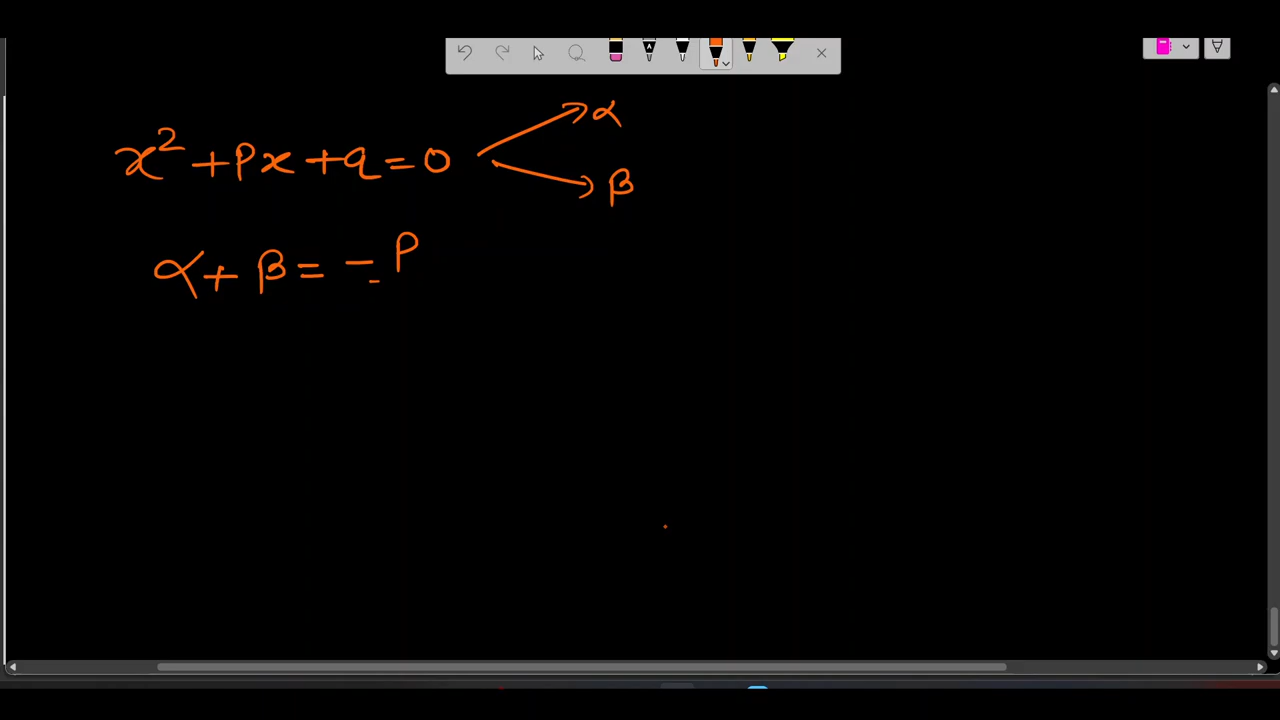 x² + px + q = 0 → α
→ β
α + β = - p